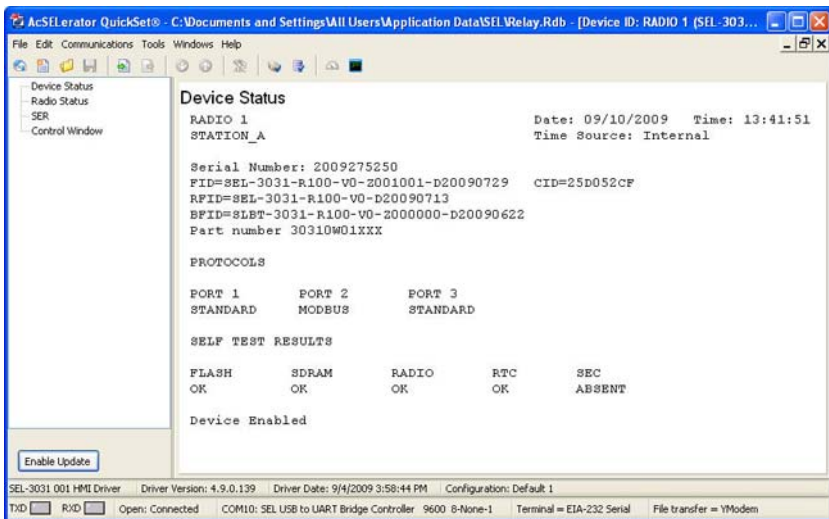 AcSELerator QuickSet® - C:\Documents and Settings\All Users\Application Data\SEL\Relay.Rdb - [Device ID: RADIO 1 (SEL-303...
File Edit Communications Tools Windows Help
Device Status
Radio Status
SER
Control Window
Enable Update
Device Status
RADIO 1 Date: 09/10/2009 Time: 13:41:51
STATION_A Time Source: Internal
Serial Number: 2009275250
FID=SEL-3031-R100-V0-Z001001-D20090729 CID=25D052CF
RFID=SEL-3031-R100-V0-D20090713
BFID=SLBT-3031-R100-V0-Z000000-D20090622
Part number 30310W01XXX
PROTOCOLS
PORT 1 PORT 2 PORT 3
STANDARD MODBUS STANDARD
SELF TEST RESULTS
FLASH SDRAM RADIO RTC SEC
OK OK OK OK ABSENT
Device Enabled
SEL-3031 001 HMI Driver Driver Version: 4.9.0.139 Driver Date: 9/4/2009 3:58:44 PM Configuration: Default 1
TXD RXD Open: Connected COM10: SEL USB to UART Bridge Controller 9600 8-None-1 Terminal = EIA-232 Serial File transfer = YModem